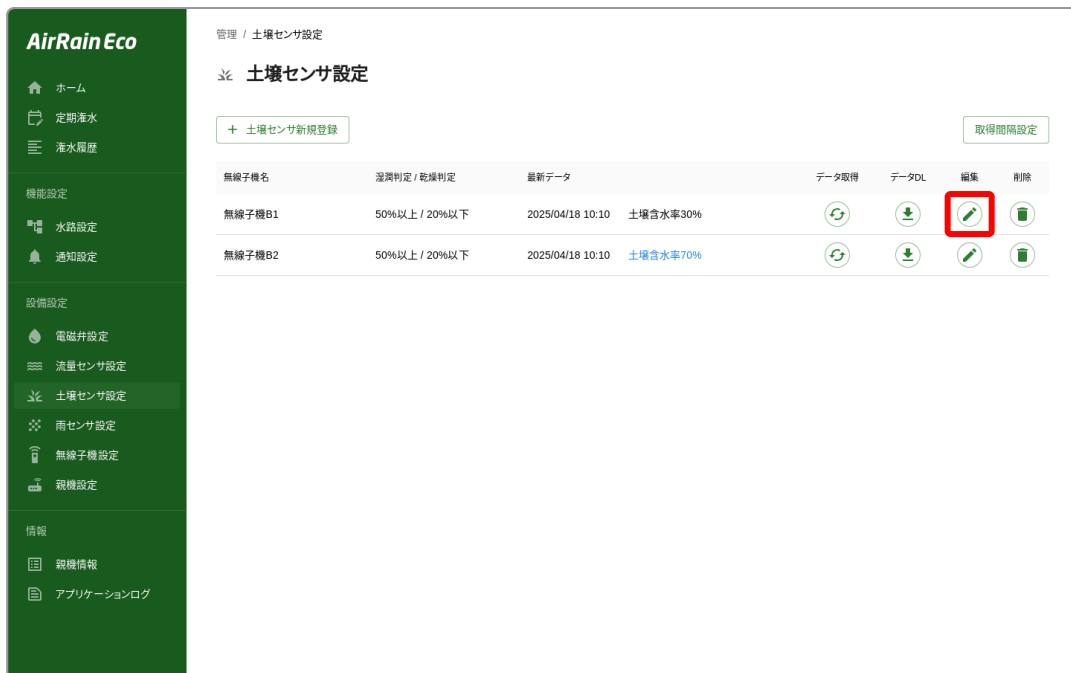 AirRain Eco
ホーム
定期潅水
潅水履歴
機能設定
水路設定
通知設定
設備設定
電磁弁設定
流量センサ設定
土壌センサ設定
雨センサ設定
無線子機設定
親機設定
情報
親機情報
アプリケーションログ
管理 / 土壌センサ設定
土壌センサ設定
+ 土壌センサ新規登録
取得間隔設定
無線子機名 湿潤判定 / 乾燥判定 最新データ データ取得 データDL 編集 削除
無線子機B1 50%以上 / 20%以下 2025/04/18 10:10 土壌含水率30%
無線子機B2 50%以上 / 20%以下 2025/04/18 10:10 土壌含水率70%